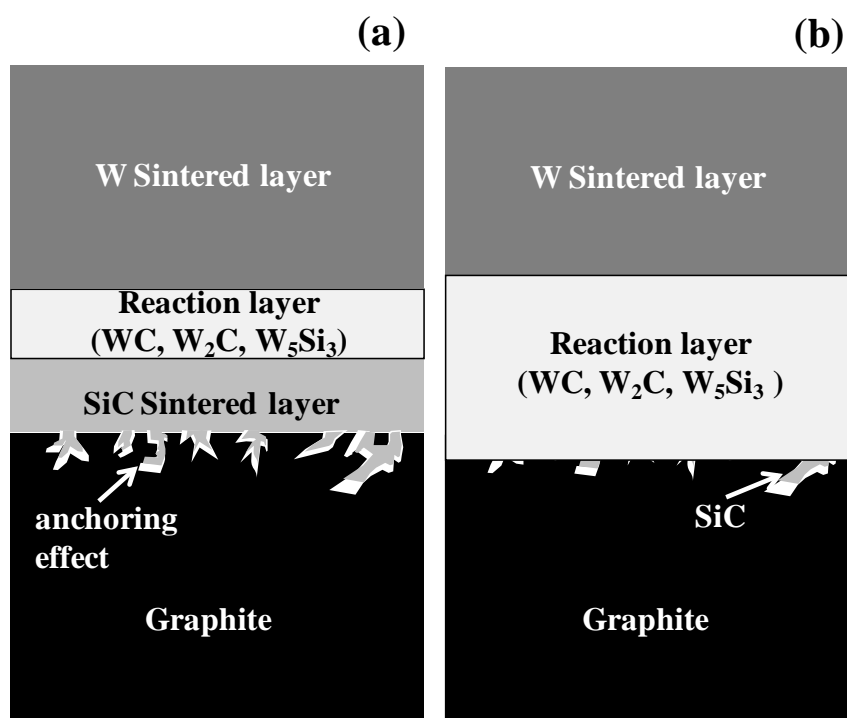 (a)
W Sintered layer
Reaction layer
(WC, W₂C, W₅Si₃)
SiC Sintered layer
anchoring
effect
Graphite
(b)
W Sintered layer
Reaction layer
(WC, W₂C, W₅Si₃ )
SiC
Graphite